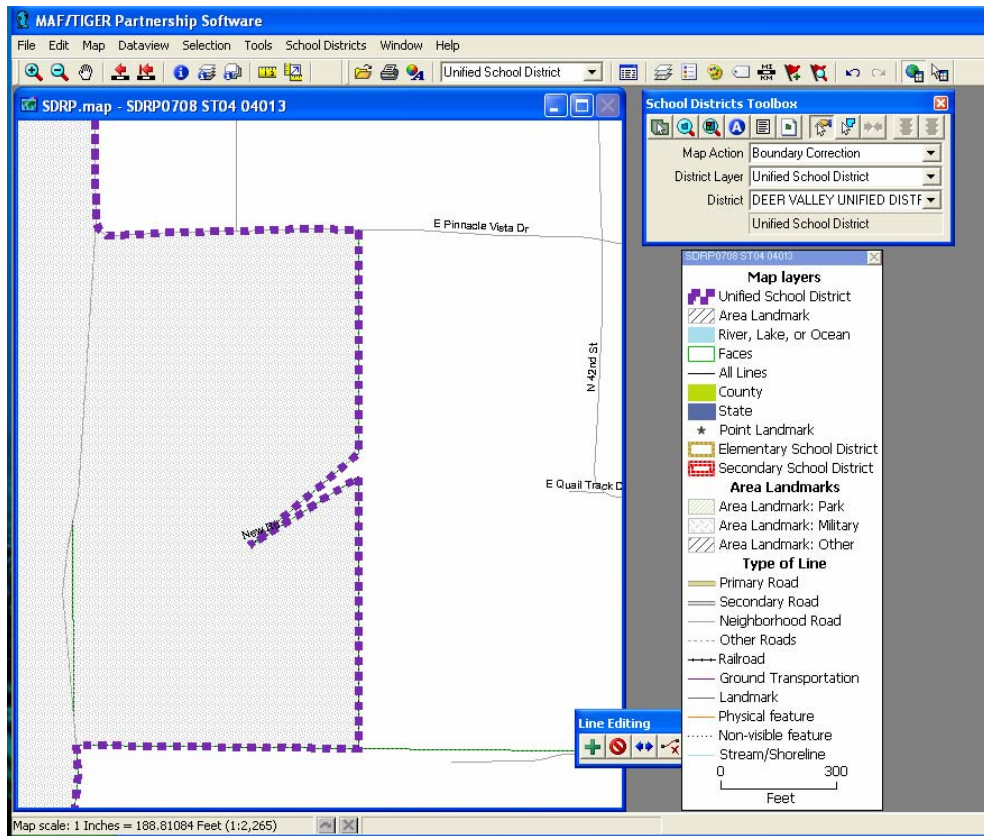 MAF/TIGER Partnership Software
File Edit Map Dataview Selection Tools School Districts Window Help
Unified School District
SDRP.map - SDRP0708 ST04 04013
E Pinnacle Vista Dr
N 42nd St
E Quail Track D
New
School Districts Toolbox
Map Action Boundary Correction
District Layer Unified School District
District DEER VALLEY UNIFIED DISTF
Unified School District
SDRP0708 ST04 04013
Map layers
Unified School District
Area Landmark
River, Lake, or Ocean
Faces
All Lines
County
State
Point Landmark
Elementary School District
Secondary School District
Area Landmarks
Area Landmark: Park
Area Landmark: Military
Area Landmark: Other
Type of Line
Primary Road
Secondary Road
Neighborhood Road
Other Roads
Railroad
Ground Transportation
Landmark
Physical feature
Non-visible feature
Stream/Shoreline
0 300
Feet
Line Editing
Map scale: 1 Inches = 188.81084 Feet (1:2,265)